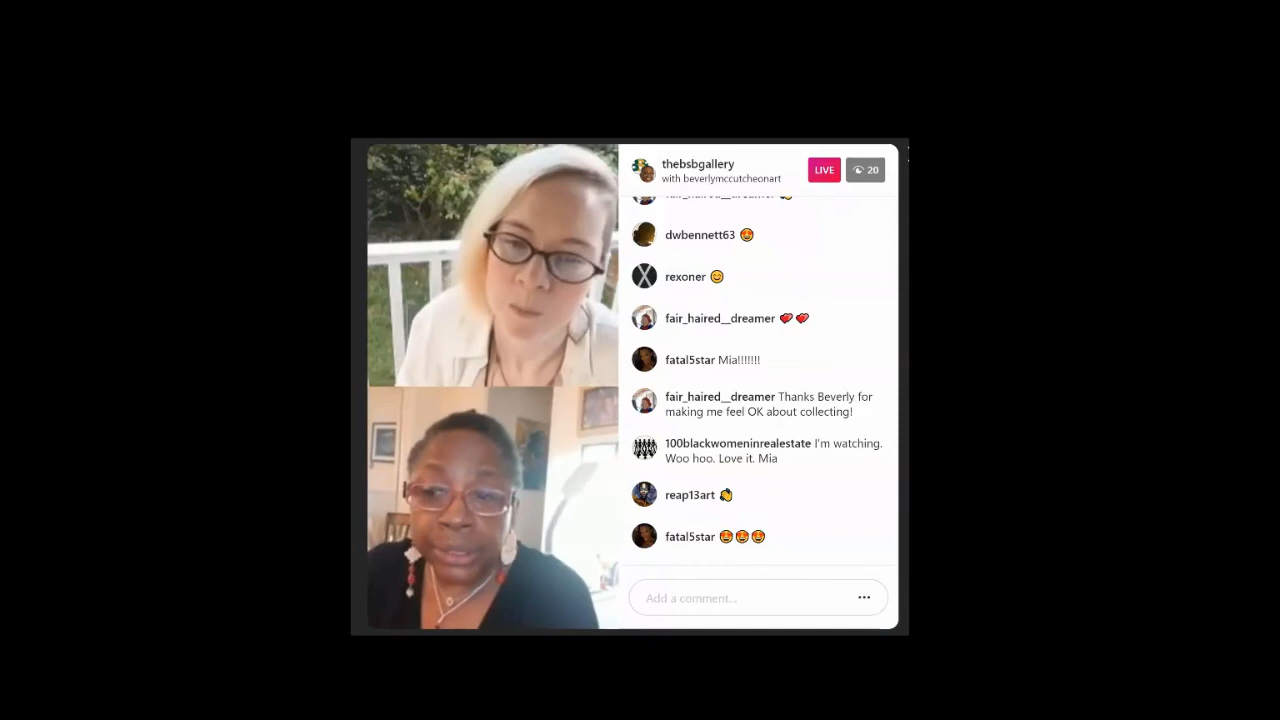 thebsbgallery
with beverlymccutcheonart
LIVE
20
dwbennett63
rexoner
fair_haired__dreamer
fatal5star Mia!!!!!!!
fair_haired__dreamer Thanks Beverly for
making me feel OK about collecting!
100blackwomeninrealestate I'm watching.
Woo hoo. Love it. Mia
reap13art
fatal5star
Add a comment...